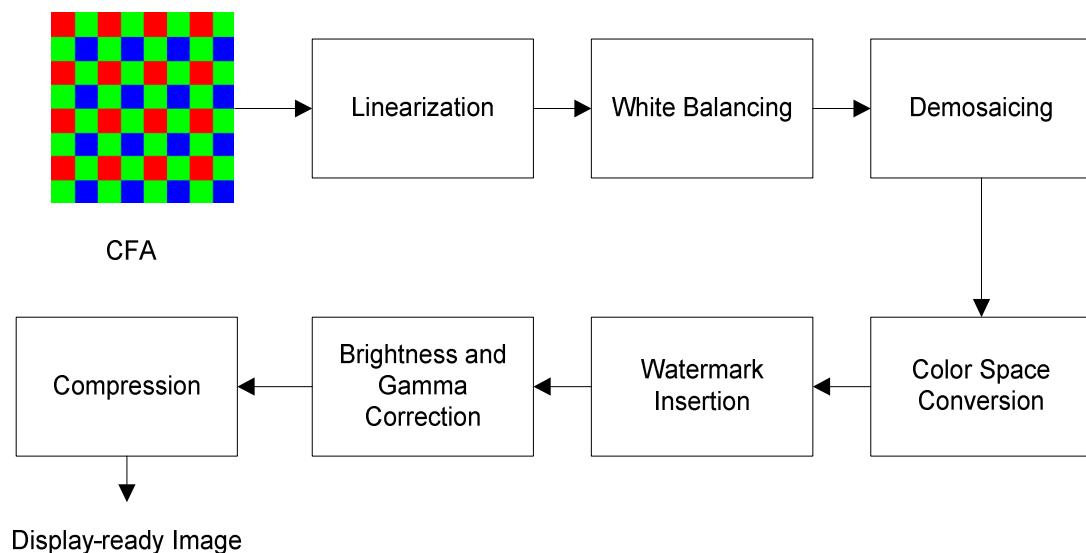 CFA
Linearization
White Balancing
Demosaicing
Color Space
Conversion
Watermark
Insertion
Brightness and
Gamma
Correction
Compression
Display-ready Image